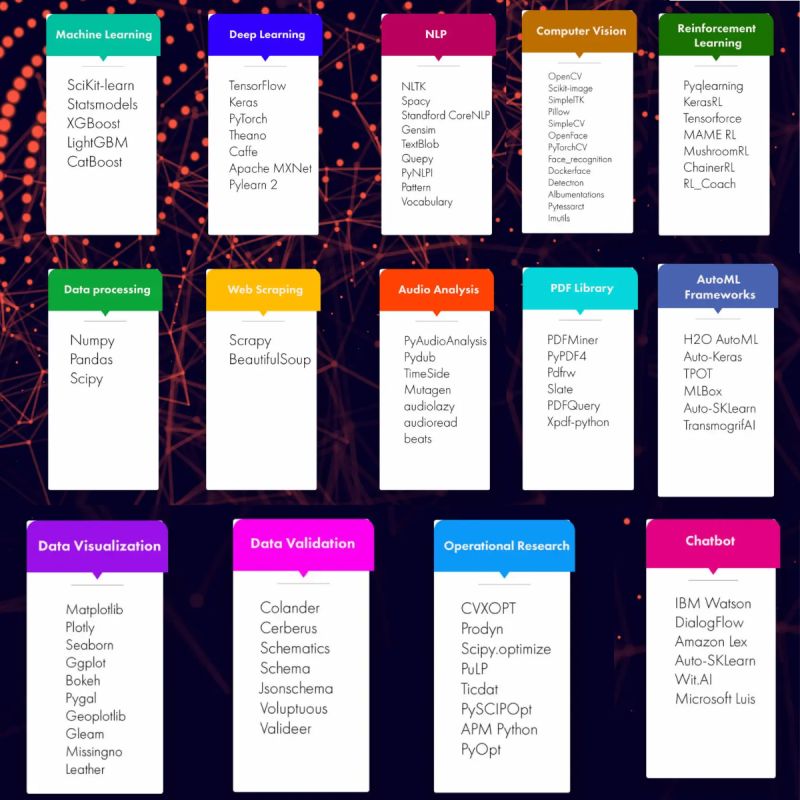 Machine Learning
SciKit-learn
Statsmodels
XGBoost
LightGBM
CatBoost
Deep Learning
TensorFlow
Keras
PyTorch
Theano
Caffe
Apache MXNet
Pylearn 2
NLP
NLTK
Spacy
Standford CoreNLP
Gensim
TextBlob
Quepy
PyNLPI
Pattern
Vocabulary
Computer Vision
OpenCV
Scikit-image
SimpleITK
Pillow
SimpleCV
OpenFace
PyTorchCV
Face_recognition
Dockerface
Detectron
Albumentations
Pytessarct
Imutils
Reinforcement
Learning
Pyqlearning
KerasRL
Tensorforce
MAME RL
MushroomRL
ChainerRL
RL_Coach
Data processing
Numpy
Pandas
Scipy
Web Scraping
Scrapy
BeautifulSoup
Audio Analysis
PyAudioAnalysis
Pydub
TimeSide
Mutagen
audiolazy
audioread
beats
PDF Library
PDFMiner
PyPDF4
Pdfrw
Slate
PDFQuery
Xpdf-python
AutoML
Frameworks
H2O AutoML
Auto-Keras
TPOT
MLBox
Auto-SKLearn
TransmogrifAI
Data Visualization
Matplotlib
Plotly
Seaborn
Ggplot
Bokeh
Pygal
Geoplotlib
Gleam
Missingno
Leather
Data Validation
Colander
Cerberus
Schematics
Schema
Jsonschema
Voluptuous
Valideer
Operational Research
CVXOPT
Prodyn
Scipy.optimize
PuLP
Ticdat
PySCIPOpt
APM Python
PyOpt
Chatbot
IBM Watson
DialogFlow
Amazon Lex
Auto-SKLearn
Wit.AI
Microsoft Luis